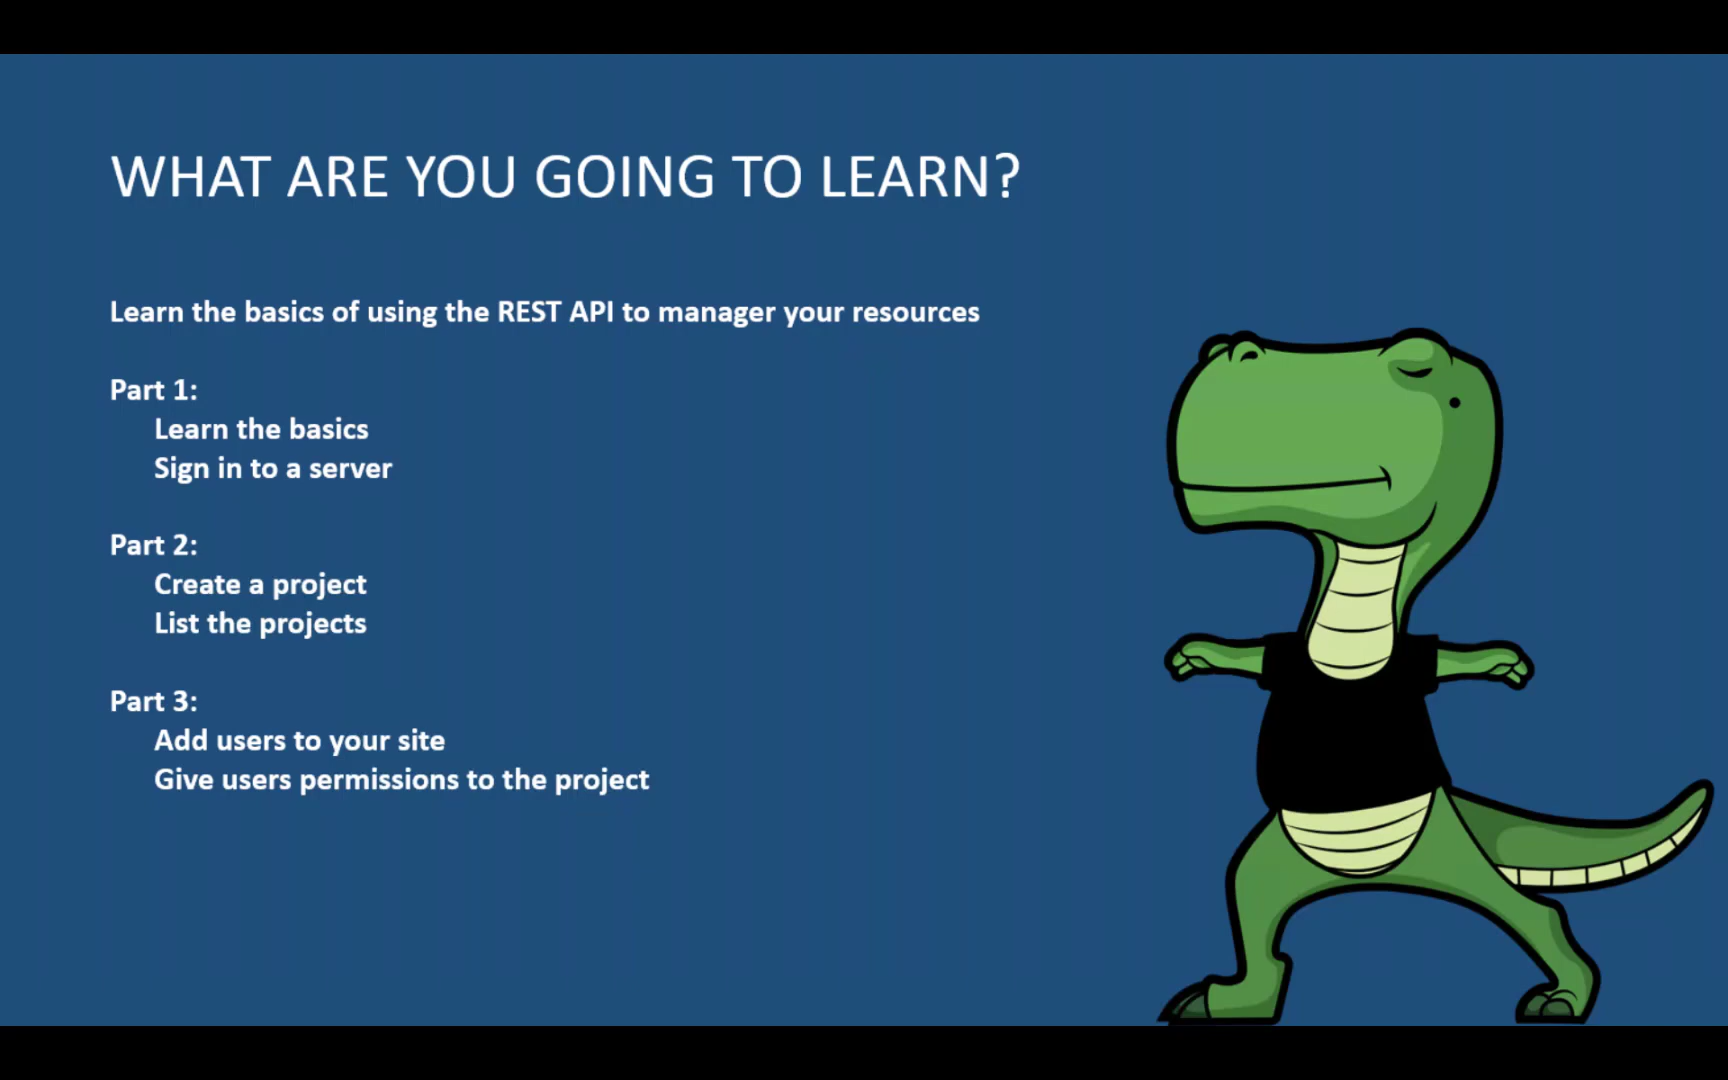 WHAT ARE YOU GOING TO LEARN?
Learn the basics of using the REST API to manager your resources
Part 1:
Learn the basics
Sign in to a server
Part 2:
Create a project
List the projects
Part 3:
Add users to your site
Give users permissions to the project